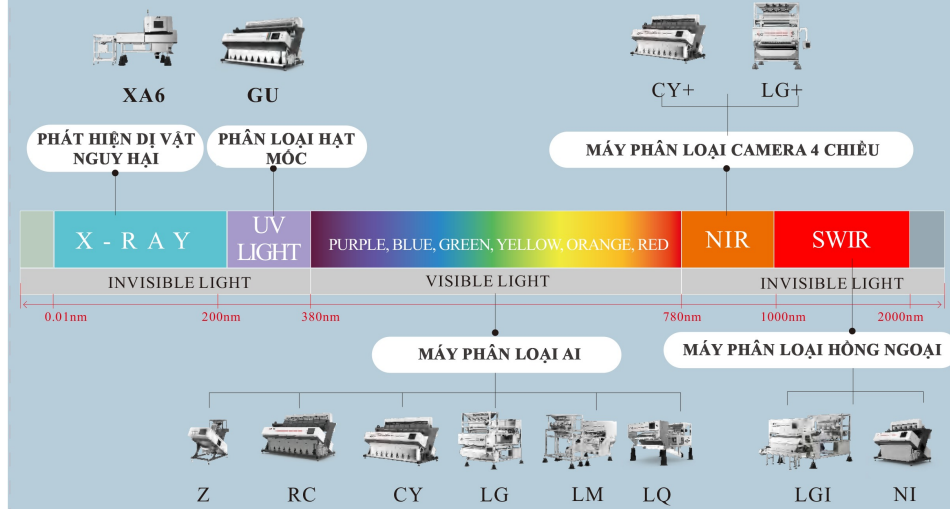 XA6
GU
CY+
LG+
PHÁT HIỆN DỊ VẬT
NGUY HẠI
PHÂN LOẠI HẠT
MỐC
MÁY PHÂN LOẠI CAMERA 4 CHIỀU
X-RAY
UV
LIGHT
PURPLE, BLUE, GREEN, YELLOW, ORANGE, RED
NIR
SWIR
INVISIBLE LIGHT
VISIBLE LIGHT
INVISIBLE LIGHT
0.01nm
200nm
380nm
780nm
1000nm
2000nm
MÁY PHÂN LOẠI AI
MÁY PHÂN LOẠI HỒNG NGOẠI
Z
RC
CY
LG
LM
LQ
LGI
NI